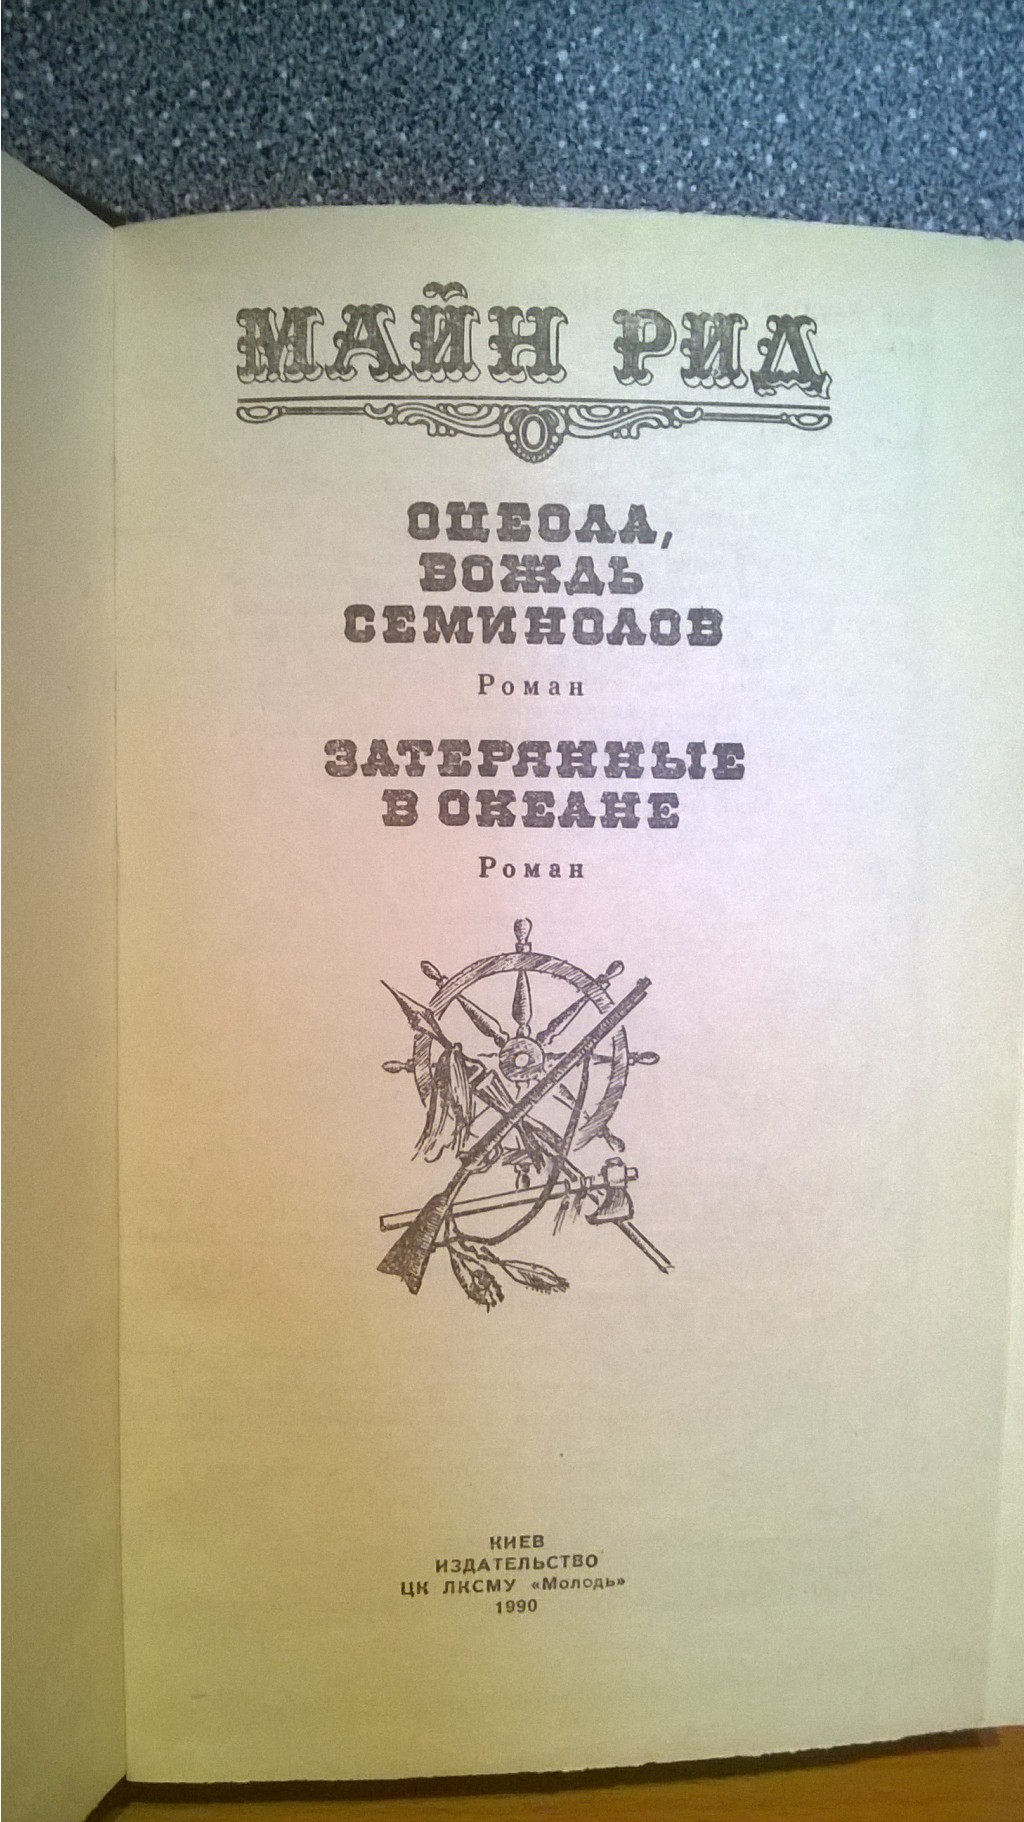 МАЙН РИД
ОЦЕОЛА,
ВОЖДЬ
СЕМИНОЛОВ
Роман
ЗАТЕРЯННЫЕ
В ОКЕАНЕ
Роман
КИЕВ
ИЗДАТЕЛЬСТВО
ЦК ЛКСМУ «Молодь»
1990